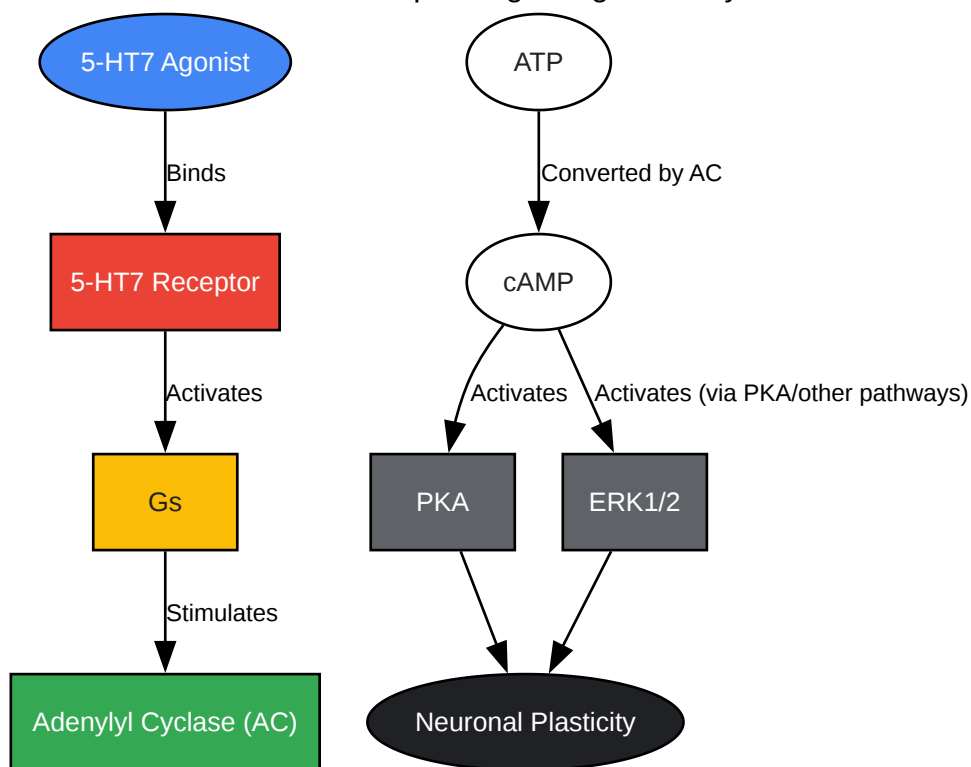 5-HT7 Agonist
ATP
Binds
Converted by AC
5-HT7 Receptor
cAMP
Activates
Activates
Activates (via PKA/other pathways)
Gs
PKA
ERK1/2
Stimulates
Adenylyl Cyclase (AC)
Neuronal Plasticity